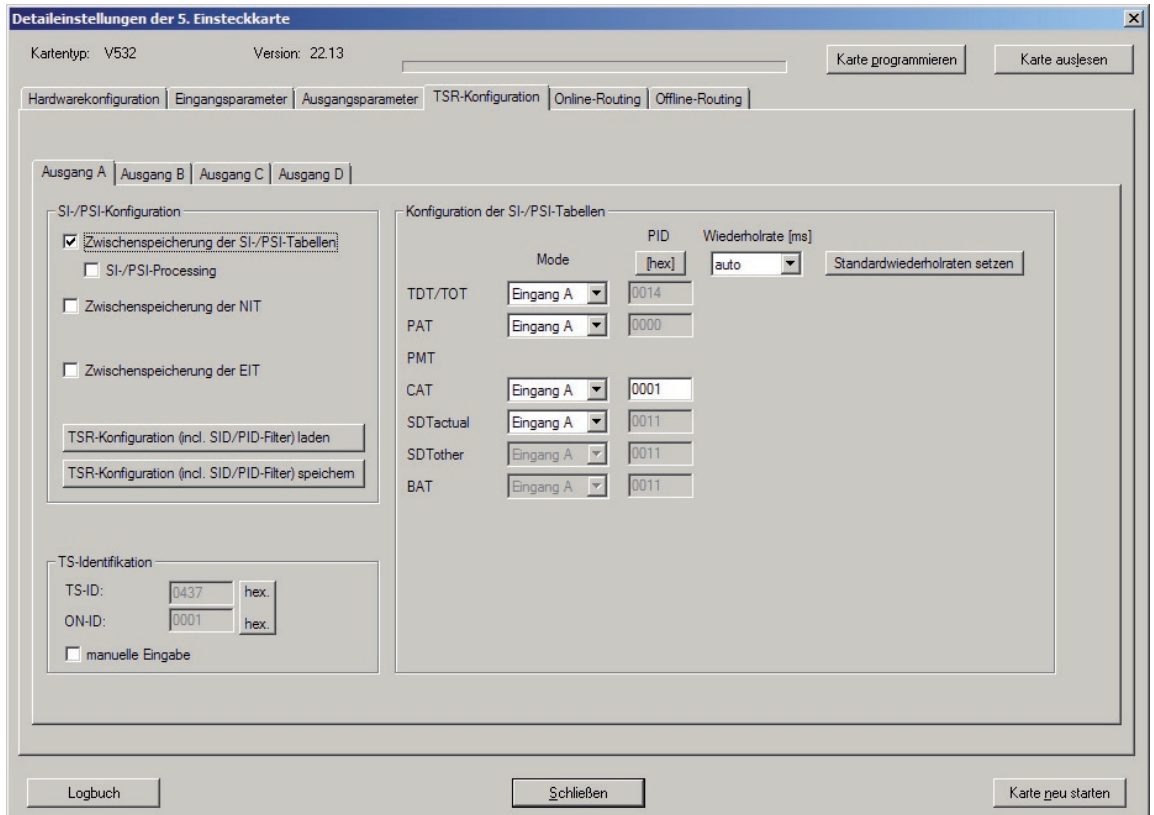 Detaileinstellungen der 5. Einsteckkarte
Kartentyp: V532 Version: 22.13 Karte programmieren Karte auslesen
Hardwarekonfiguration Eingangsparameter Ausgangsparameter TSR-Konfiguration Online-Routing Offline-Routing
Ausgang A Ausgang B Ausgang C Ausgang D
SI-/PSI-Konfiguration
Zwischenspeicherung der SI-/PSI-Tabellen
SI-/PSI-Processing
Zwischenspeicherung der NIT
Zwischenspeicherung der EIT
TSR-Konfiguration (incl. SID/PID-Filter) laden
TSR-Konfiguration (incl. SID/PID-Filter) speichern
TS-Identifikation
TS-ID: 0437 hex.
ON-ID: 0001 hex.
manuelle Eingabe
Konfiguration der SI-/PSI-Tabellen
PID Wiederholrate [ms]
Mode [hex] auto Standardwiederholraten setzen
TDT/TOT Eingang A 0014
PAT Eingang A 0000
PMT
CAT Eingang A 0001
SDTactual Eingang A 0011
SDTother Eingang A 0011
BAT Eingang A 0011
Logbuch Schließen Karte neu starten